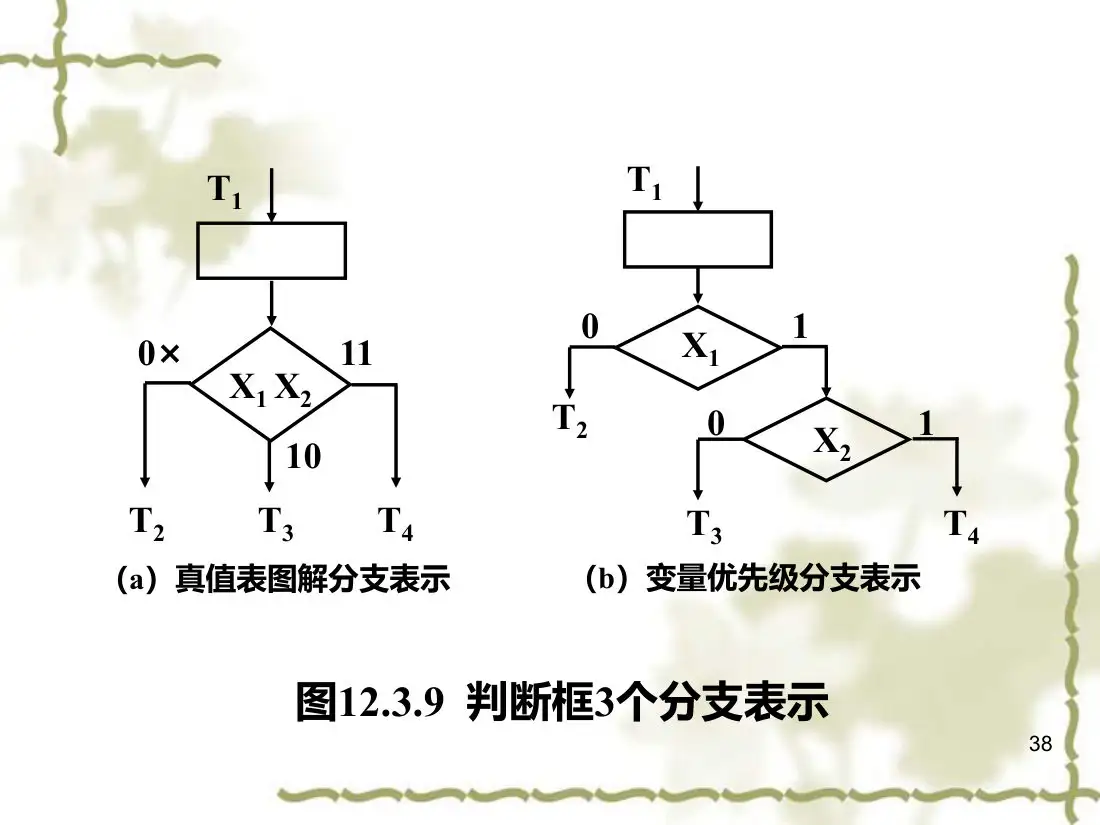 T₁
0×
11
X₁ X₂
10
T₂
T₃
T₄
（a）真值表图解分支表示
T₁
0
1
X₁
T₂
0
1
X₂
T₃
T₄
（b）变量优先级分支表示
图12.3.9 判断框3个分支表示
38